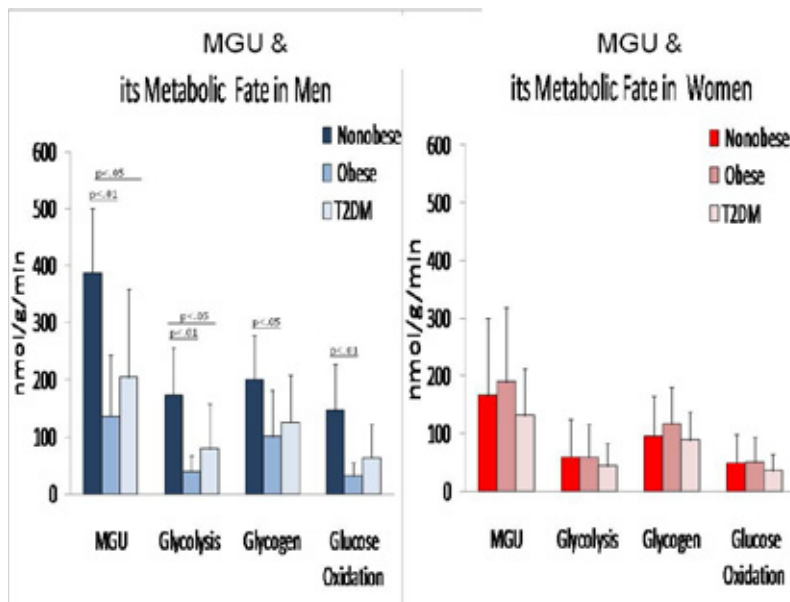 MGU &
its Metabolic Fate in Men
Nonobese
Obese
T2DM
600
500
400
300
200
100
0
nmol/g/min
p<.05
p<.01
p<.05
p<.01
p<.05
p<.01
MGU
Glycolysis
Glycogen
Glucose
Oxidation
MGU &
its Metabolic Fate in Women
Nonobese
Obese
T2DM
600
500
400
300
200
100
0
nmol/g/min
MGU
Glycolysis
Glycogen
Glucose
Oxidation